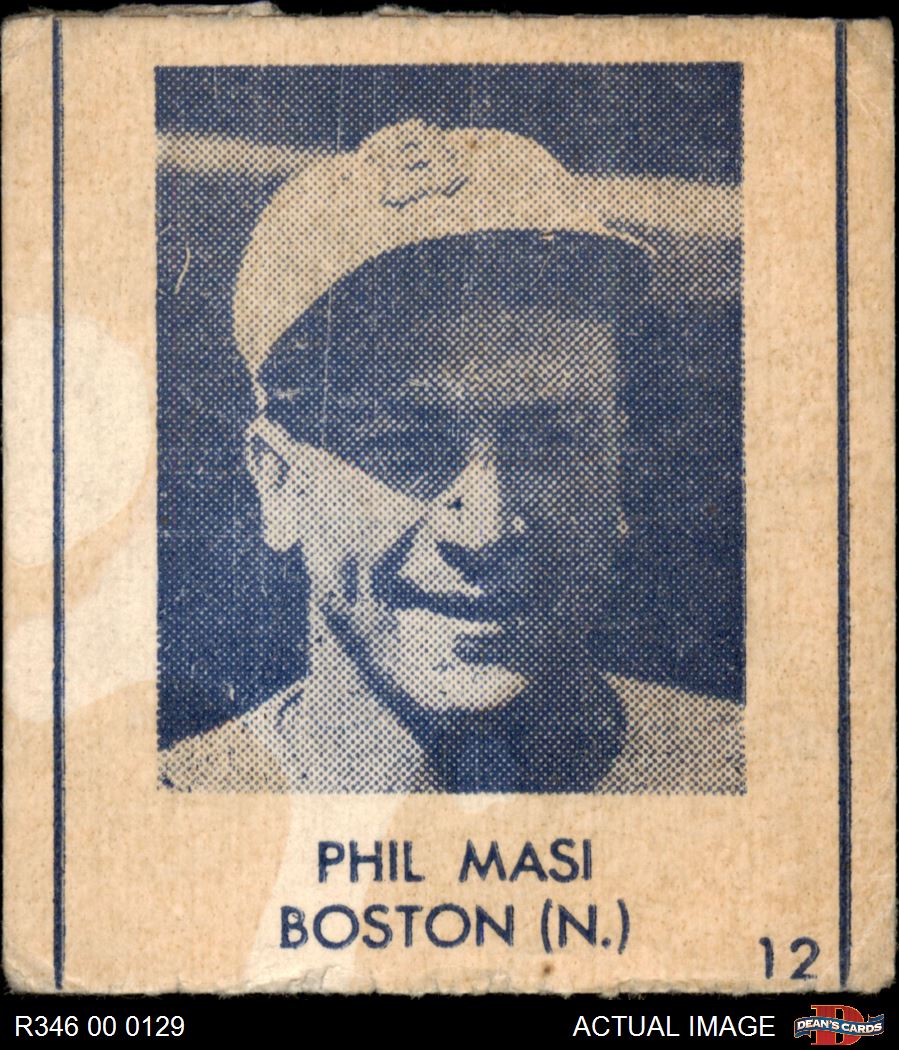 B
PHIL MASI
BOSTON (N.)
12
R346 00 0129
ACTUAL IMAGE
D
DEAN'S CARDS